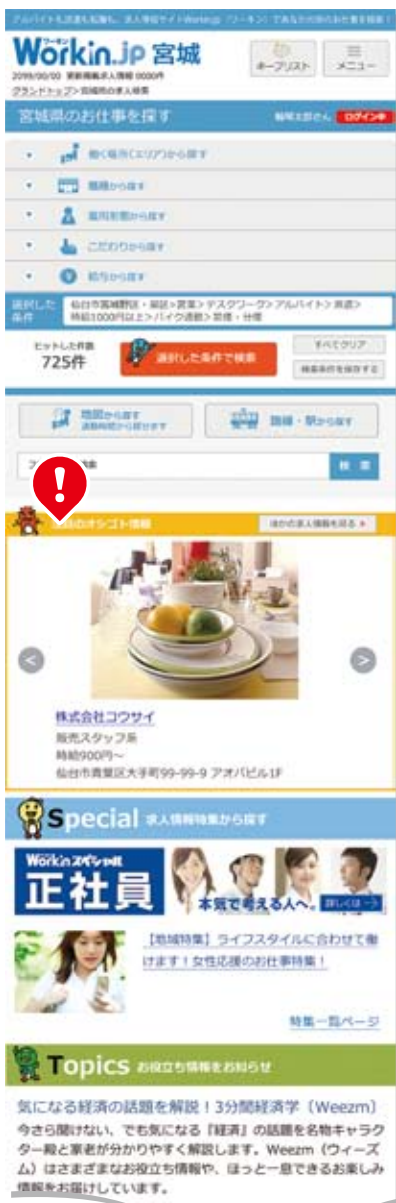 アルバイトも派遣も転職も、求人情報サイトWorkin.jp（ワーキン）であなたの次のお仕事を検索！
ワーキン
Workin.jp 宮城
キープリスト
メニュー
2099/00/00 更新掲載求人情報 0000件
グランドトップ>宮城県の求人検索
宮城県のお仕事を探す
さん ログイン中
働く場所(エリア)から探す
職種から探す
雇用形態から探す
こだわりから探す
給与から探す
選択した
条件
仙台市宮城野区・泉区>営業>デスクワーク>アルバイト>派遣>
時給1000円以上>バイク通勤>禁煙・分煙
ヒットした件数
725件
選択した条件で検索
すべてクリア
検索条件を保存する
地図から探す
通勤時間から探せます
路線・駅から探す
検 索
!
のオシゴト情報
ほかの求人情報を見る
<
>
株式会社コウサイ
販売スタッフ系
時給900円～
仙台市青葉区大手町99-99-9 アオバビル1F
Special 求人情報特集から探す
Workinスペシャル
正社員
本気で考える人へ。
詳しくは
【地域特集】ライフスタイルに合わせて働
けます！女性応援のお仕事特集！
特集一覧ページ
Topics お役立ち情報をお知らせ
気になる経済の話題を解説！3分間経済学（Weezm）
今さら聞けない、でも気になる『経済』の話題を名物キャラク
ター殿と家老が分かりやすく解説します。Weezm（ウィーズ
ム）はさまざまなお役立ち情報や、ほっと一息できるお楽しみ
情報をお届けしています。